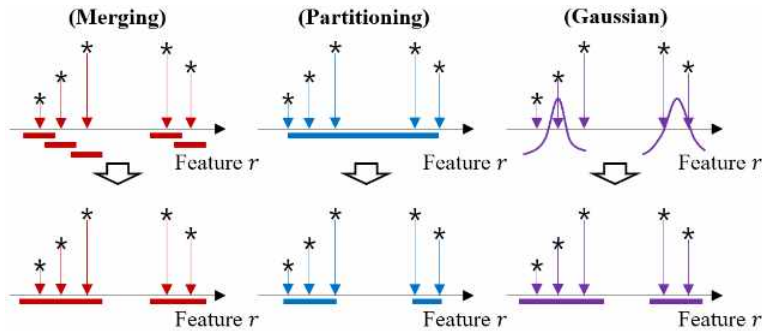 (Merging) (Partitioning) (Gaussian)
* * * * * * * * * * * * * * *
Feature r Feature r Feature r
* * * * * * * * * * * * * * *
Feature r Feature r Feature r